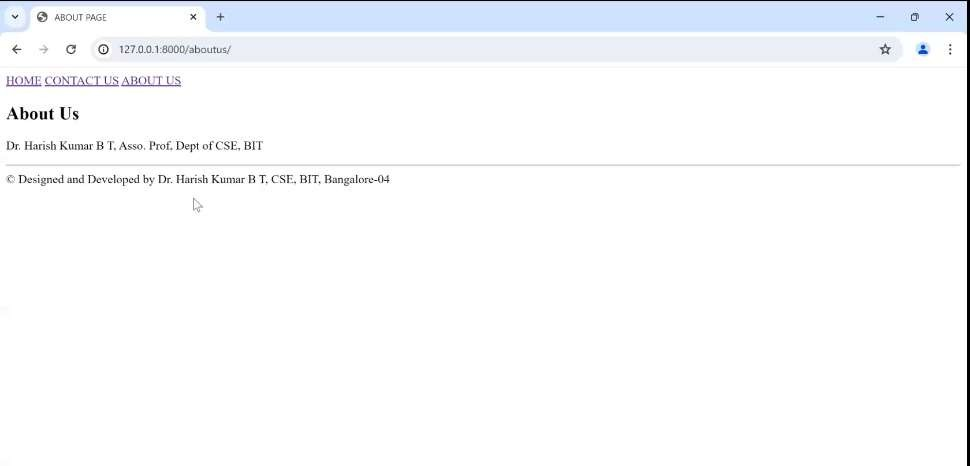 ABOUT PAGE
127.0.0.1:8000/aboutus/
HOME CONTACT US ABOUT US
About Us
Dr. Harish Kumar B T, Asso. Prof, Dept of CSE, BIT
© Designed and Developed by Dr. Harish Kumar B T, CSE, BIT, Bangalore-04